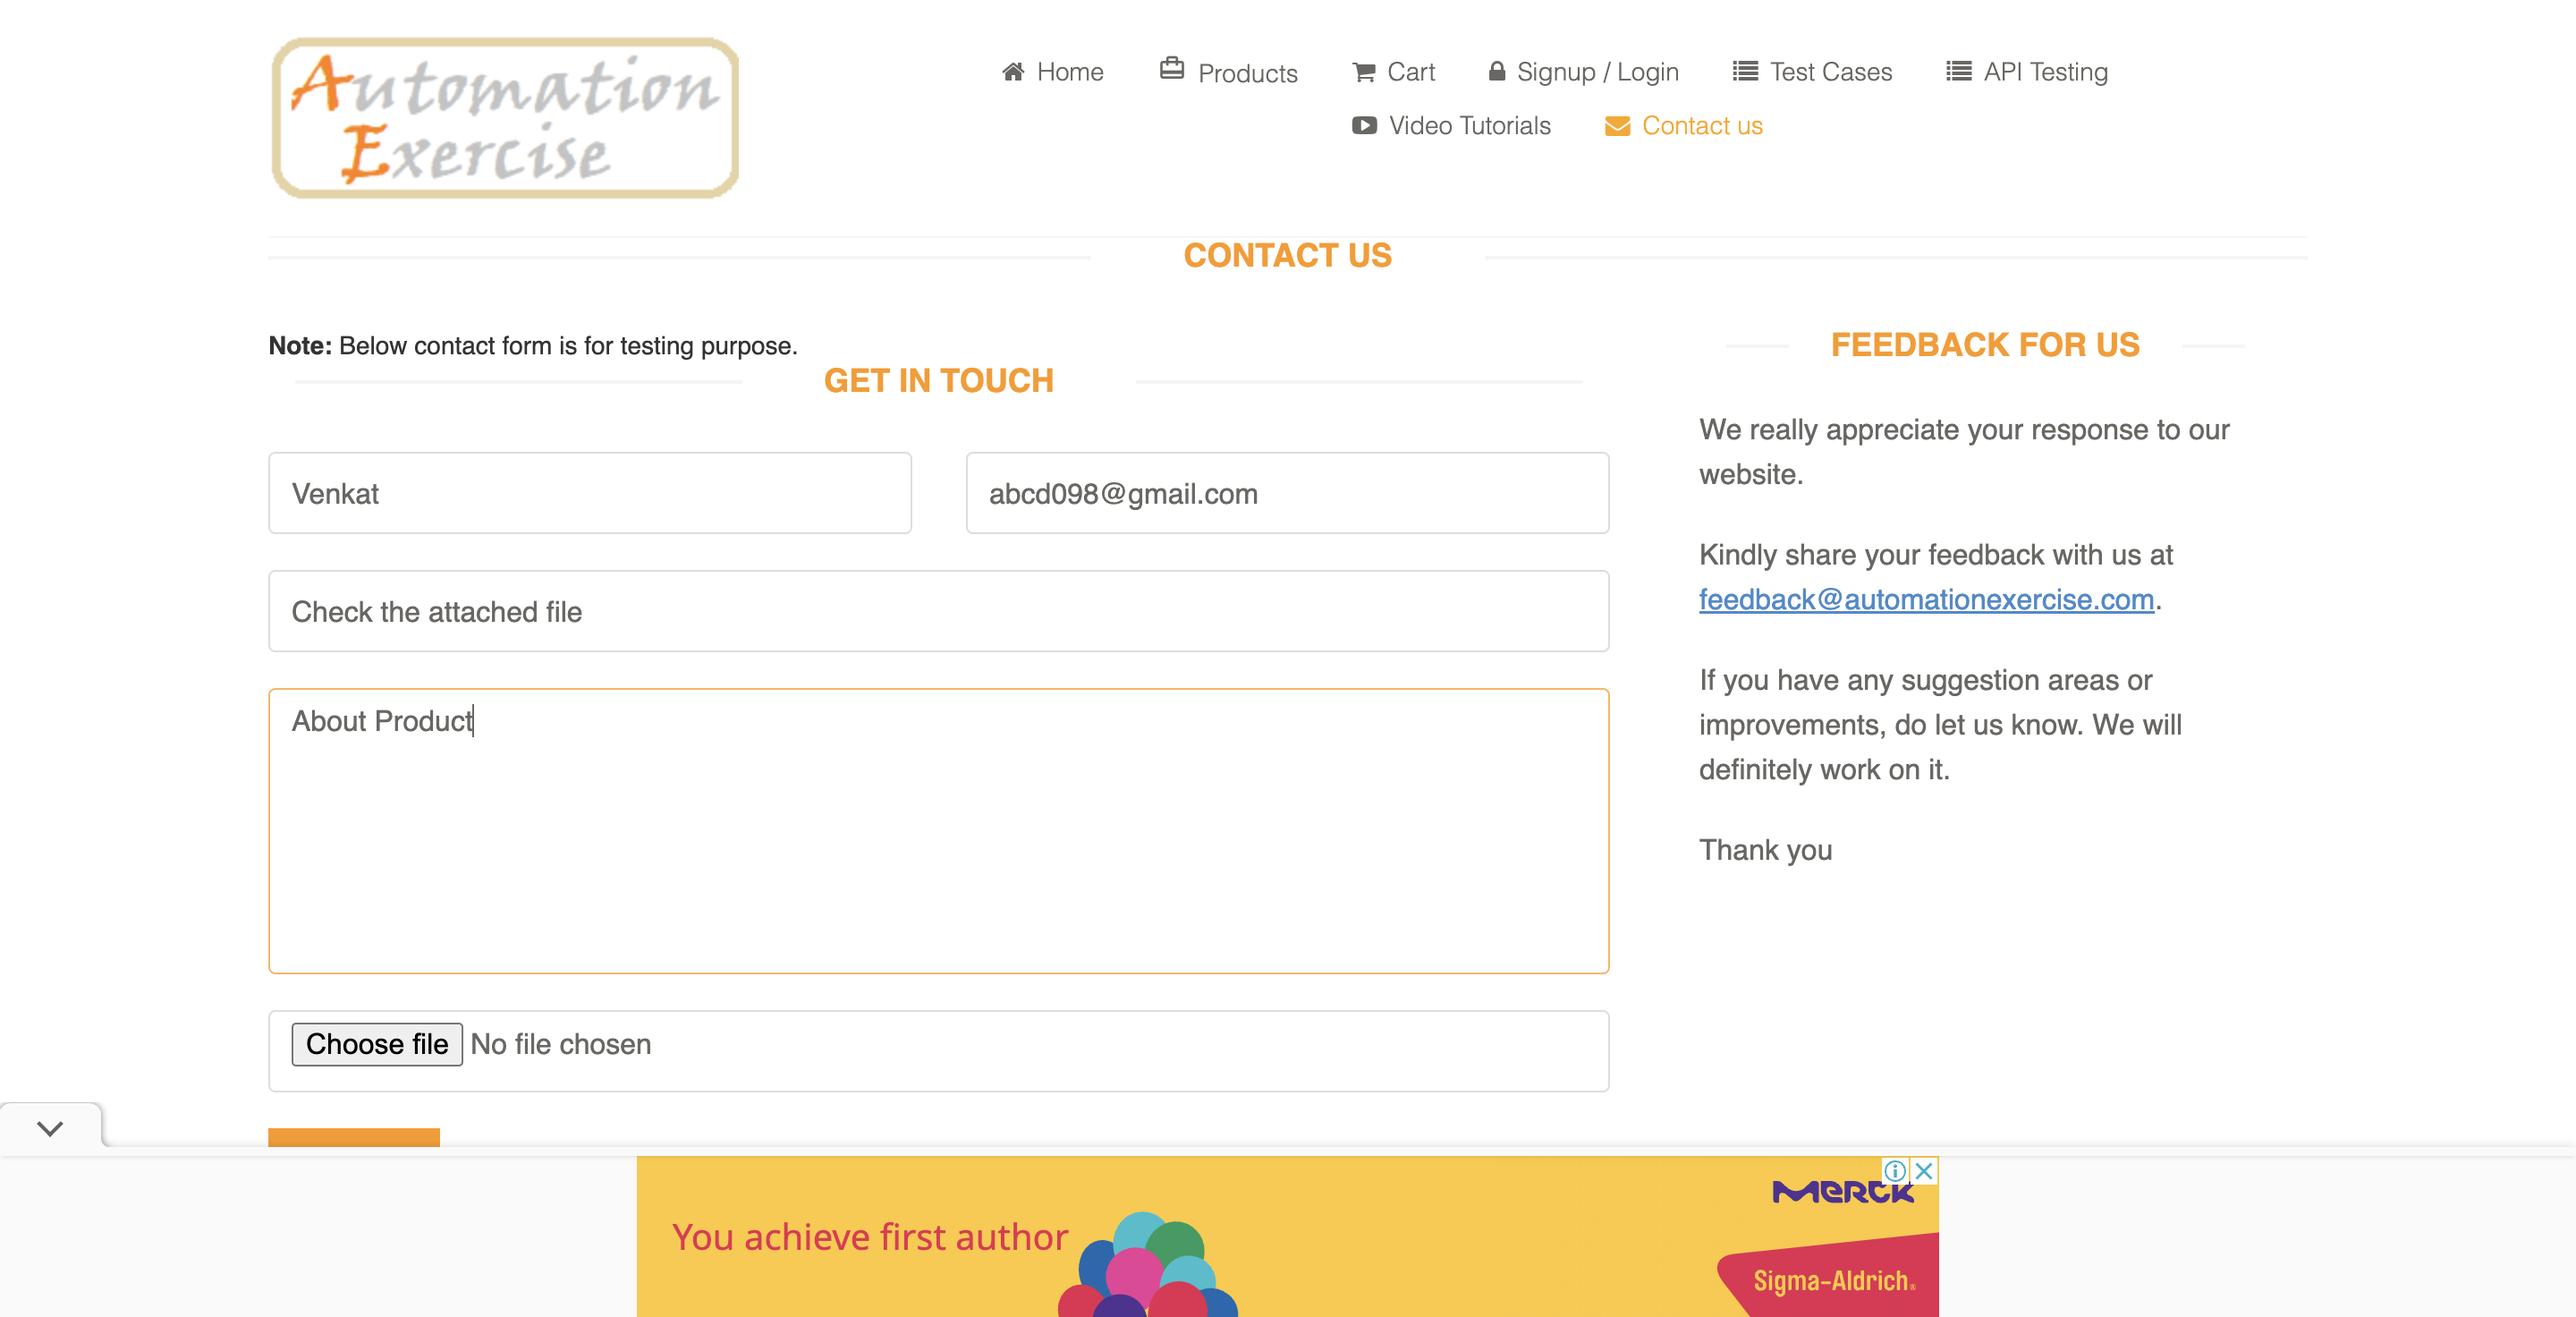 Automation
Exercise
Home
Products
Cart
Signup / Login
Test Cases
API Testing
Video Tutorials
Contact us
CONTACT US
Note: Below contact form is for testing purpose.
GET IN TOUCH
Venkat
abcd098@gmail.com
Check the attached file
About Product
Choose file No file chosen
FEEDBACK FOR US
We really appreciate your response to our
website.
Kindly share your feedback with us at
feedback@automationexercise.com.
If you have any suggestion areas or
improvements, do let us know. We will
definitely work on it.
Thank you
You achieve first author
Merck
Sigma-Aldrich®